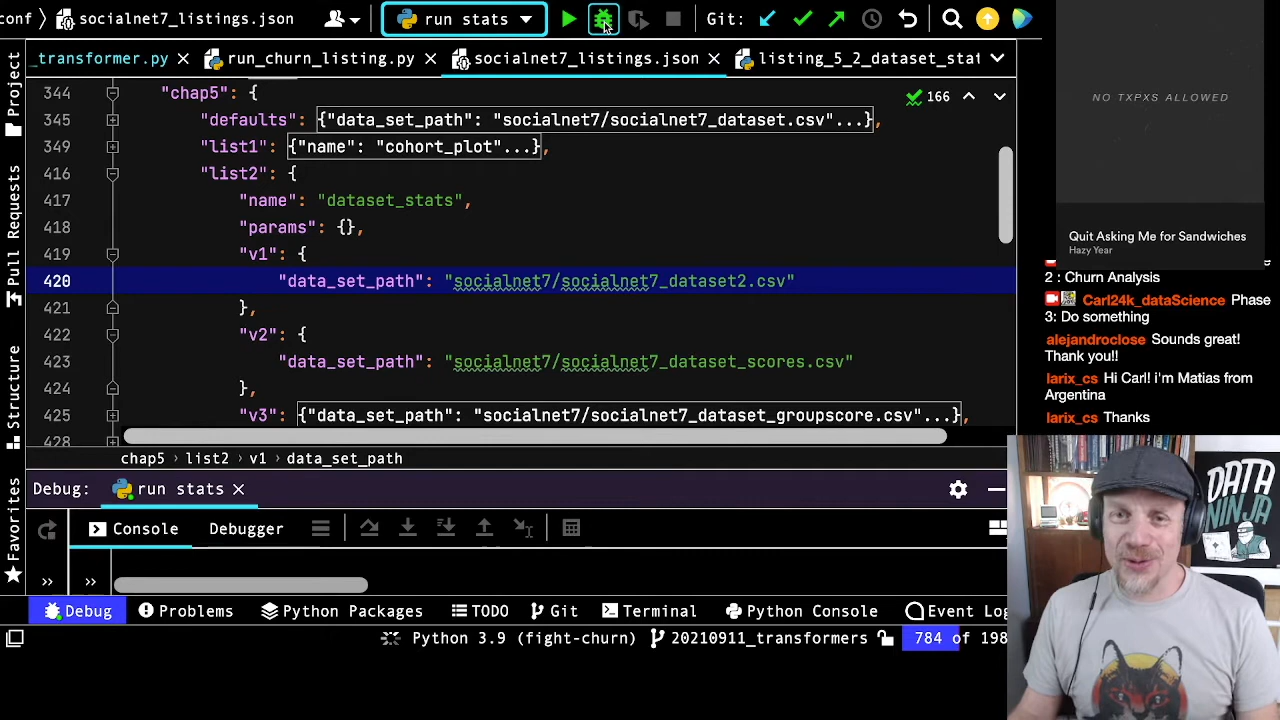 onf
socialnet7_listings.json
run stats
Git:
_transformer.py
run_churn_listing.py
socialnet7_listings.json
listing_5_2_dataset_stat
344 "chap5": {
166
345 "defaults": {"data_set_path": "socialnet7/socialnet7_dataset.csv"...},
349 "list1": {"name": "cohort_plot"...},
416 "list2": {
417 "name": "dataset_stats",
418 "params": {},
419 "v1": {
420 "data_set_path": "socialnet7/socialnet7_dataset2.csv"
421 },
422 "v2": {
423 "data_set_path": "socialnet7/socialnet7_dataset_scores.csv"
424 },
425 "v3": {"data_set_path": "socialnet7/socialnet7_dataset_groupscore.csv"...},
428
chap5 › list2 › v1 › data_set_path
Debug: run stats
Console
Debugger
Debug
Problems
Python Packages
TODO
Git
Terminal
Python Console
Event Log
Python 3.9 (fight-churn)
20210911_transformers
784 of 198
Project
Pull Requests
Structure
Favorites
NO TXPXS ALLOWED
Quit Asking Me for Sandwiches
Hazy Year
2 : Churn Analysis
Carl24k_dataScience Phase
3: Do something
alejandroclose Sounds great!
Thank you!!
larix_cs Hi Carl! i'm Matias from
Argentina
larix_cs Thanks
DATA
NINJA